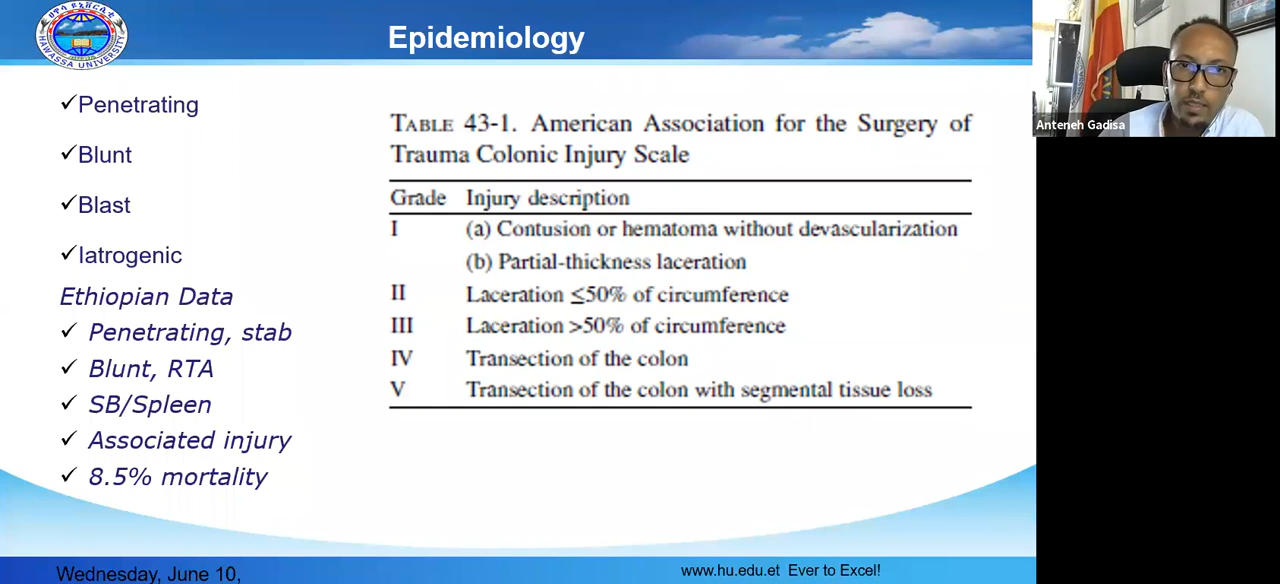 Epidemiology
HAWASSA UNIVERSITY
✓Penetrating
✓Blunt
✓Blast
✓Iatrogenic
Ethiopian Data
✓ Penetrating, stab
✓ Blunt, RTA
✓ SB/Spleen
✓ Associated injury
✓ 8.5% mortality
TABLE 43-1. American Association for the Surgery of
Trauma Colonic Injury Scale
Grade Injury description
I (a) Contusion or hematoma without devascularization
(b) Partial-thickness laceration
II Laceration ≤50% of circumference
III Laceration >50% of circumference
IV Transection of the colon
V Transection of the colon with segmental tissue loss
Wednesday, June 10,
www.hu.edu.et Ever to Excel!
Anteneh Gadisa